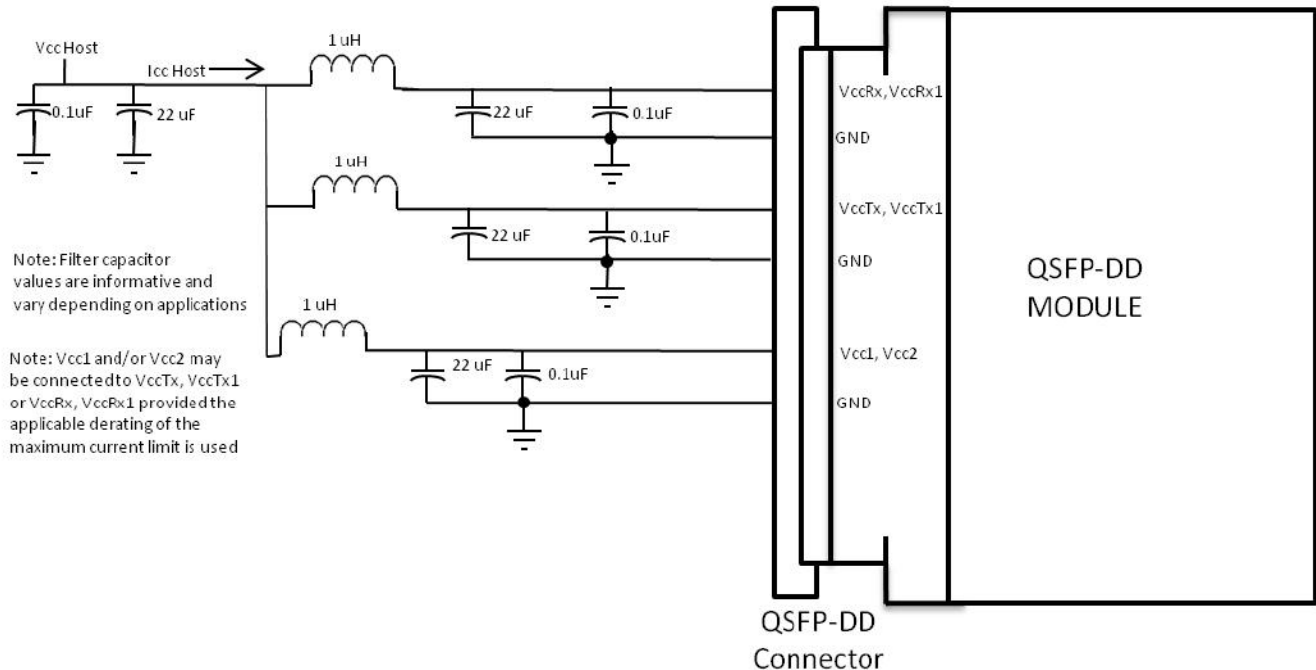 Vcc Host
Icc Host
0.1uF
22 uF
1 uH
22 uF
0.1uF
VccRx, VccRx1
GND
1 uH
22 uF
0.1uF
VccTx, VccTx1
GND
Note: Filter capacitor
values are informative and
vary depending on applications
1 uH
22 uF
0.1uF
Vcc1, Vcc2
GND
Note: Vcc1 and/or Vcc2 may
be connected to VccTx, VccTx1
or VccRx, VccRx1 provided the
applicable derating of the
maximum current limit is used
QSFP-DD
MODULE
QSFP-DD
Connector